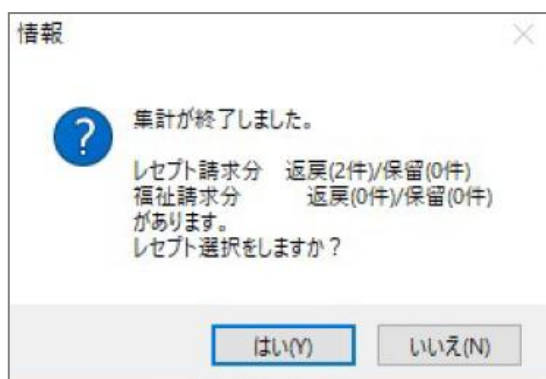 情報
集計が終了しました。
レセプト請求分　返戻(2件)/保留(0件)
福祉請求分　　　返戻(0件)/保留(0件)
があります。
レセプト選択をしますか？
はい(Y)　いいえ(N)